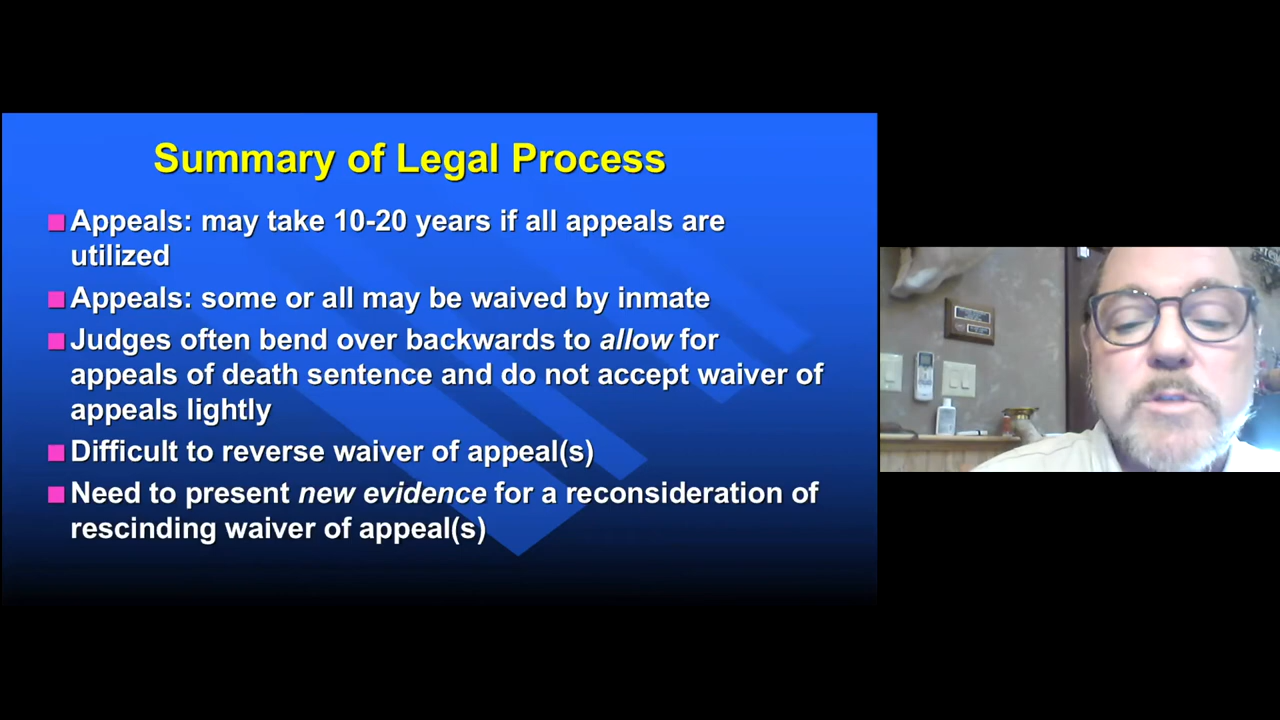 Summary of Legal Process
Appeals: may take 10-20 years if all appeals are
utilized
Appeals: some or all may be waived by inmate
Judges often bend over backwards to allow for
appeals of death sentence and do not accept waiver of
appeals lightly
Difficult to reverse waiver of appeal(s)
Need to present new evidence for a reconsideration of
rescinding waiver of appeal(s)